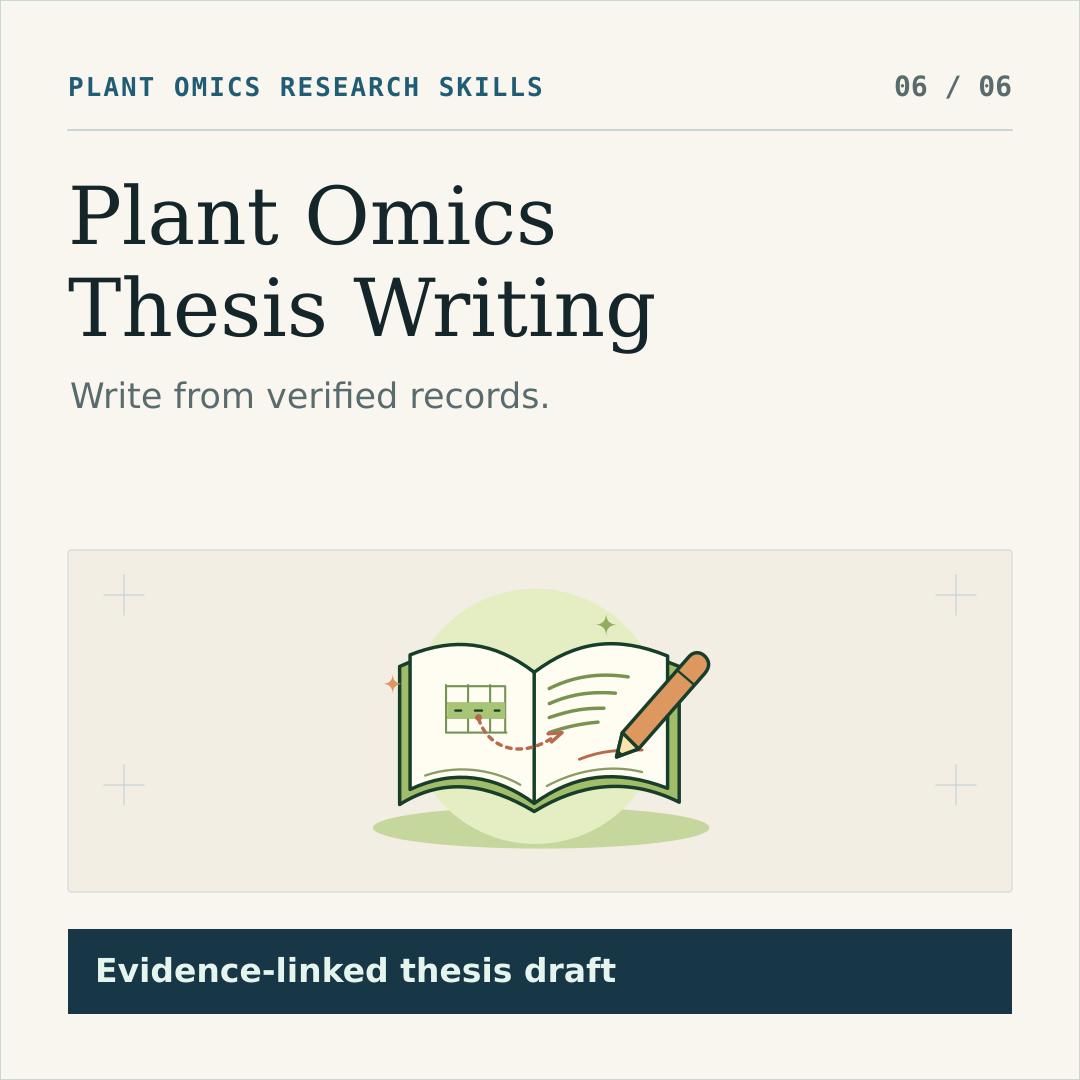 PLANT OMICS RESEARCH SKILLS
06 / 06
Plant Omics
Thesis Writing
Write from verified records.
Evidence-linked thesis draft